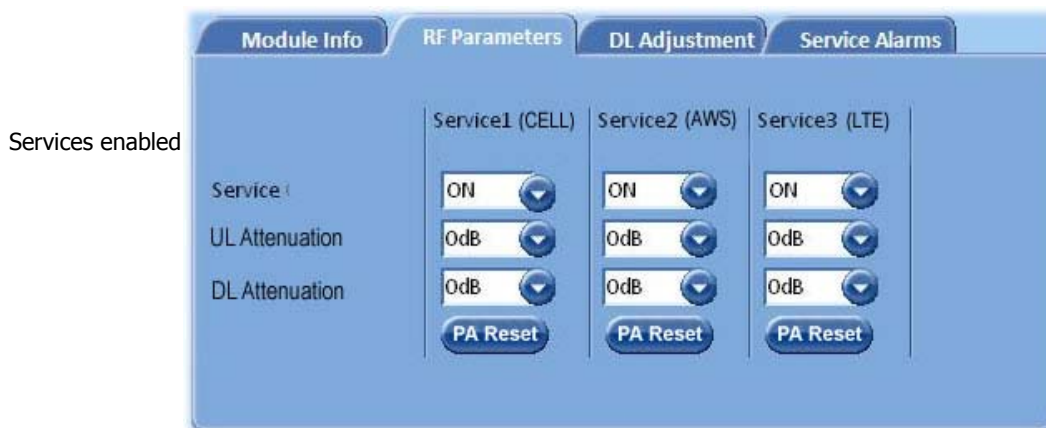 Module Info RF Parameters DL Adjustment Service Alarms
Service1 (CELL) Service2 (AWS) Service3 (LTE)
Services enabled
Service ON ON ON
UL Attenuation 0dB 0dB 0dB
DL Attenuation 0dB 0dB 0dB
PA Reset PA Reset PA Reset